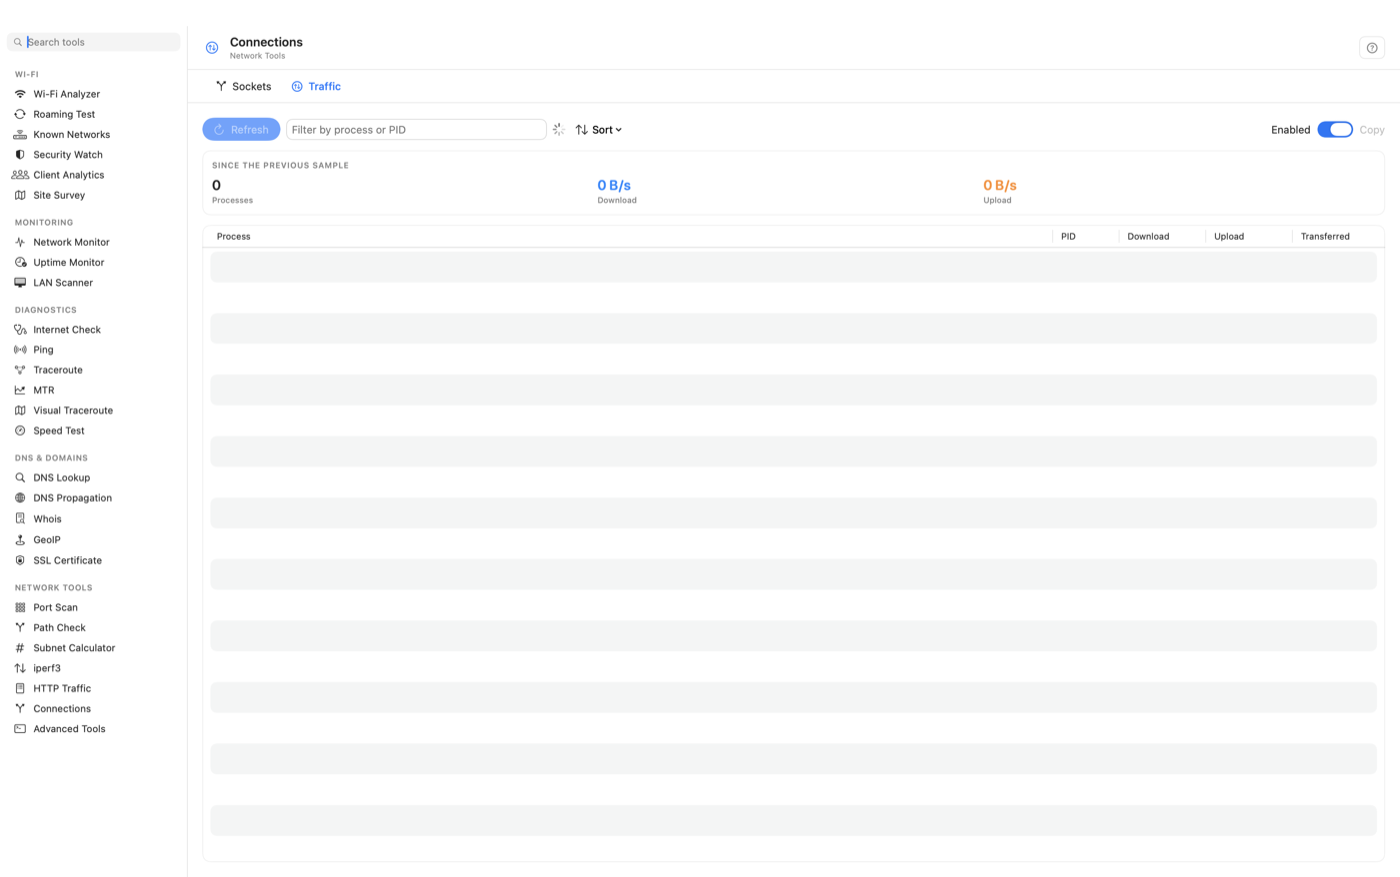 Search tools
WI-FI
Wi-Fi Analyzer
Roaming Test
Known Networks
Security Watch
Client Analytics
Site Survey
MONITORING
Network Monitor
Uptime Monitor
LAN Scanner
DIAGNOSTICS
Internet Check
Ping
Traceroute
MTR
Visual Traceroute
Speed Test
DNS & DOMAINS
DNS Lookup
DNS Propagation
Whois
GeoIP
SSL Certificate
NETWORK TOOLS
Port Scan
Path Check
Subnet Calculator
iperf3
HTTP Traffic
Connections
Advanced Tools
Connections
Network Tools
Sockets Traffic
Refresh Filter by process or PID Sort Enabled Copy
SINCE THE PREVIOUS SAMPLE
0 0 B/s 0 B/s
Processes Download Upload
Process PID Download Upload Transferred